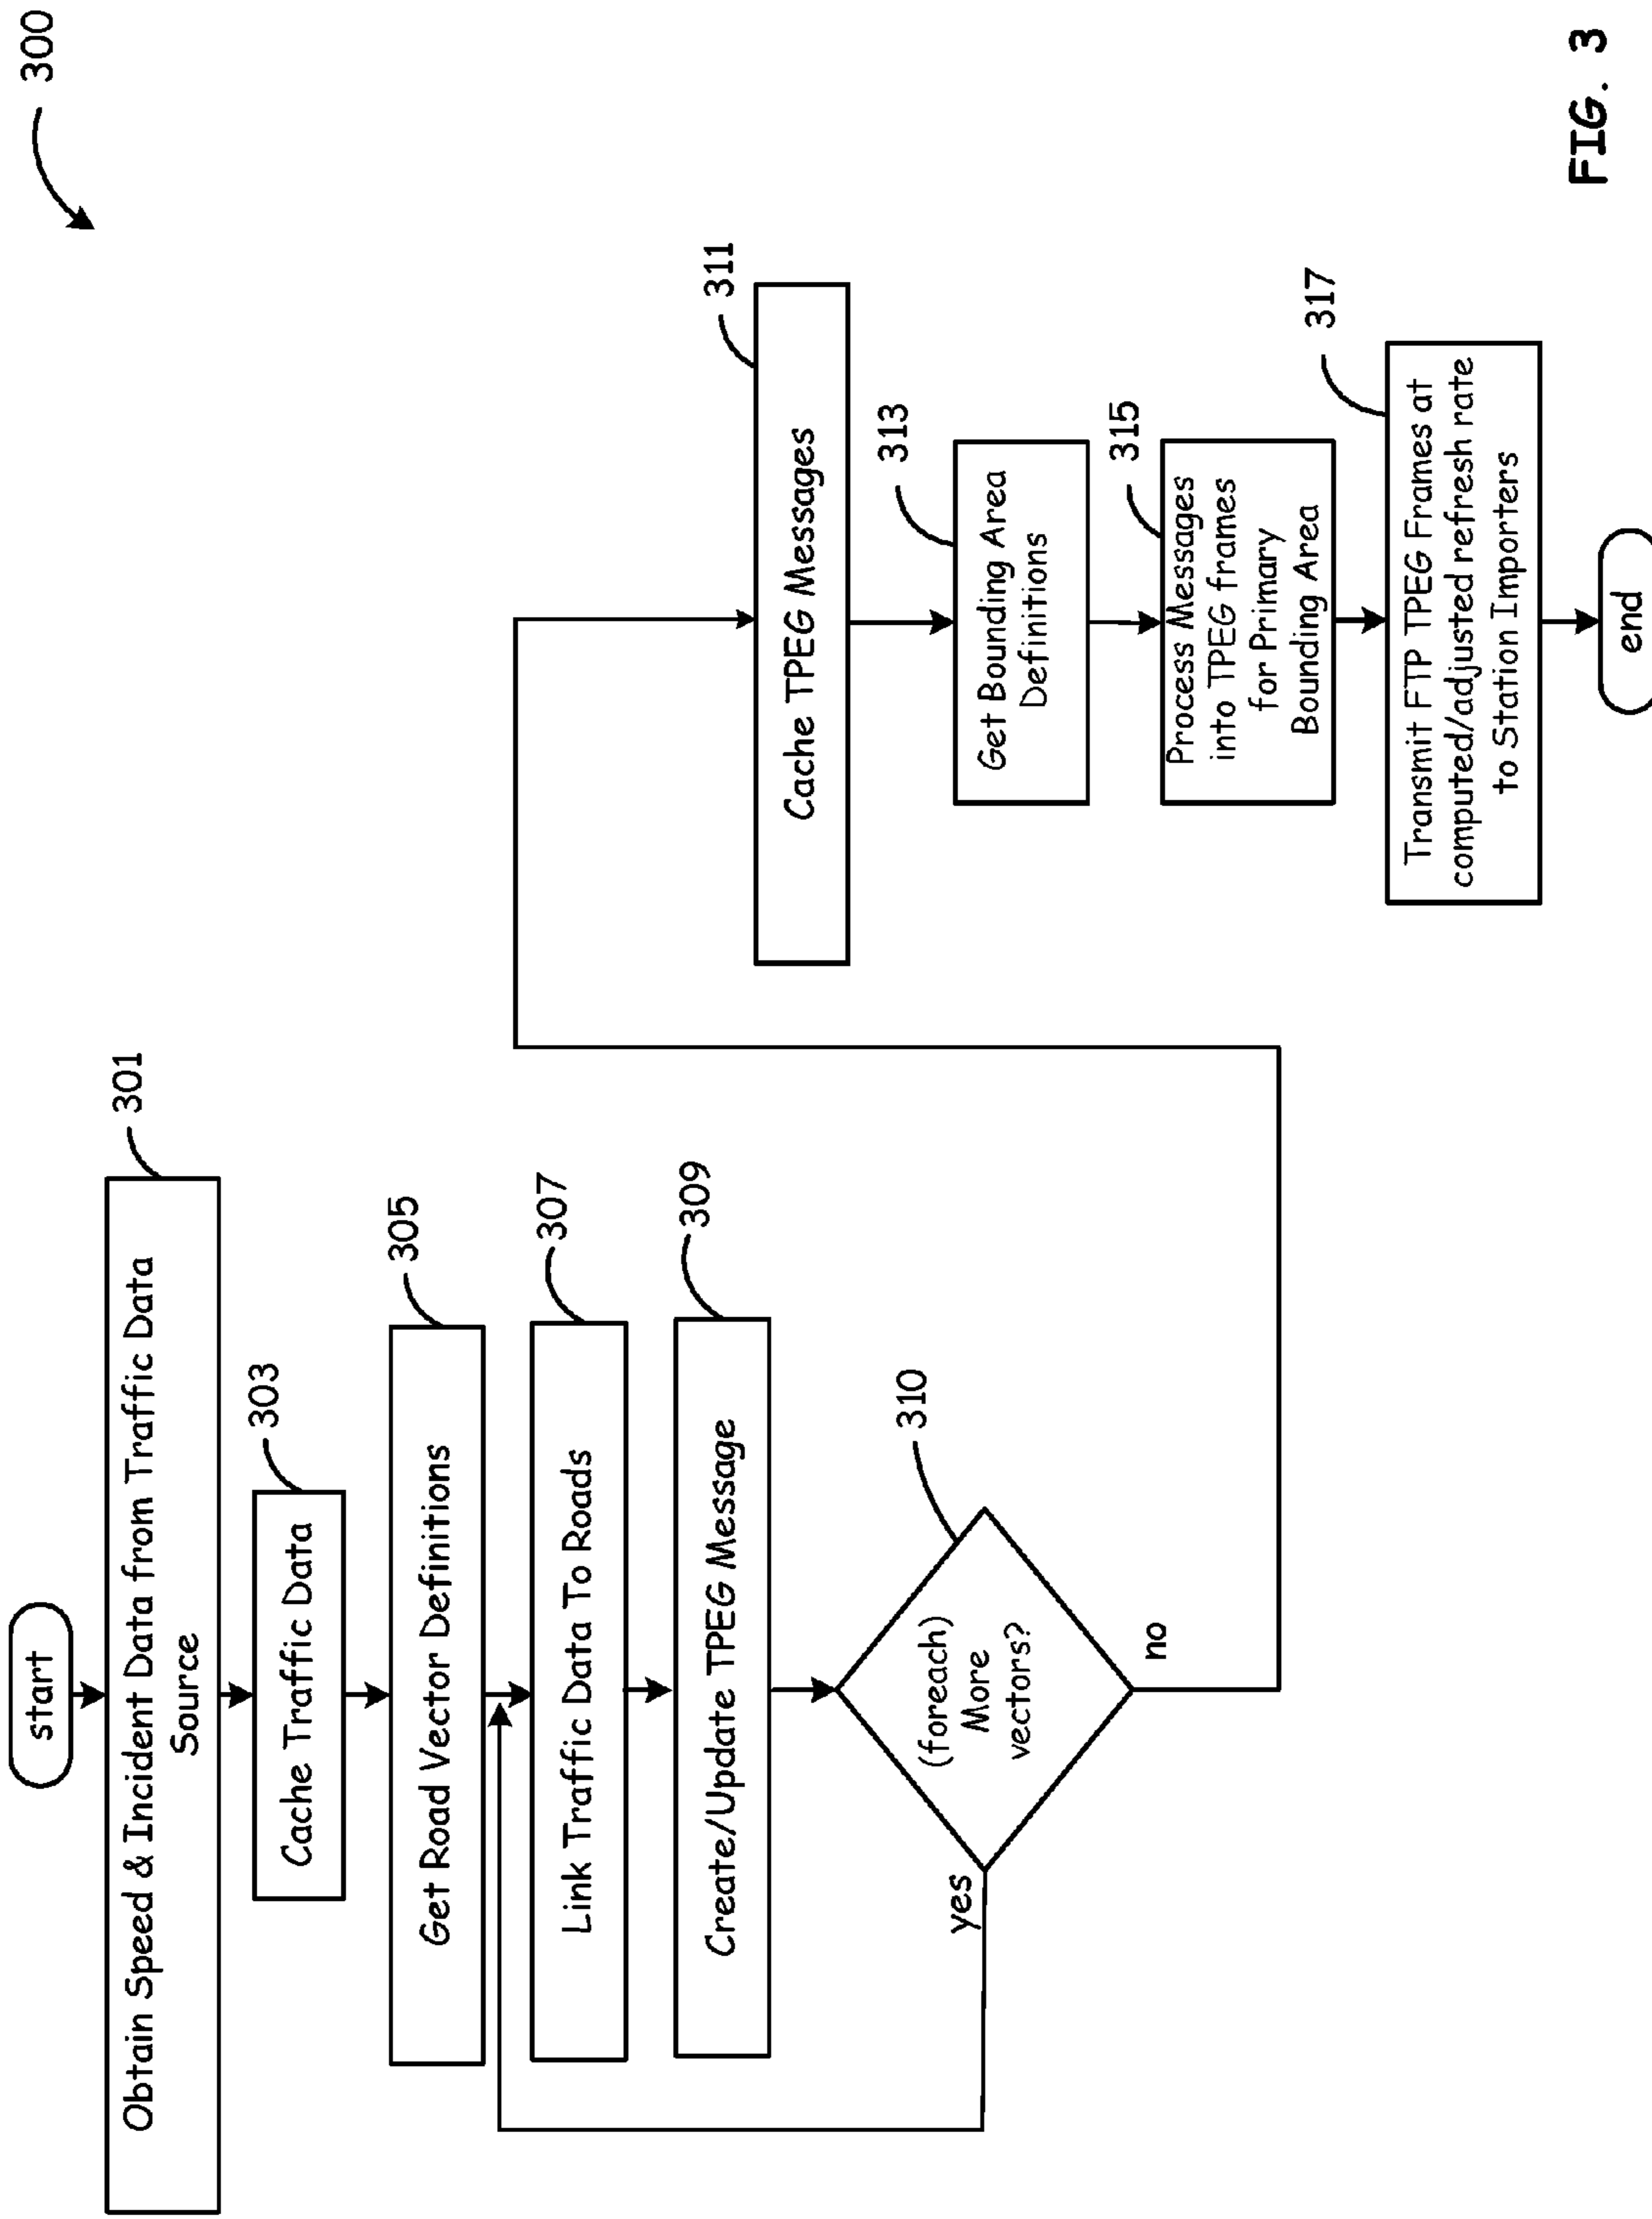 300
start
Obtain Speed & Incident Data from Traffic Data
Source
301
Cache Traffic Data
303
Get Road Vector Definitions
305
Link Traffic Data To Roads
307
Create/Update TPEG Message
309
(foreach)
More
vectors?
310
yes
no
Cache TPEG Messages
311
Get Bounding Area
Definitions
313
Process Messages
into TPEG frames
for Primary
Bounding Area
315
Transmit FTP TPEG Frames at
computed/adjusted refresh rate
to Station Importers
317
end
FIG. 3